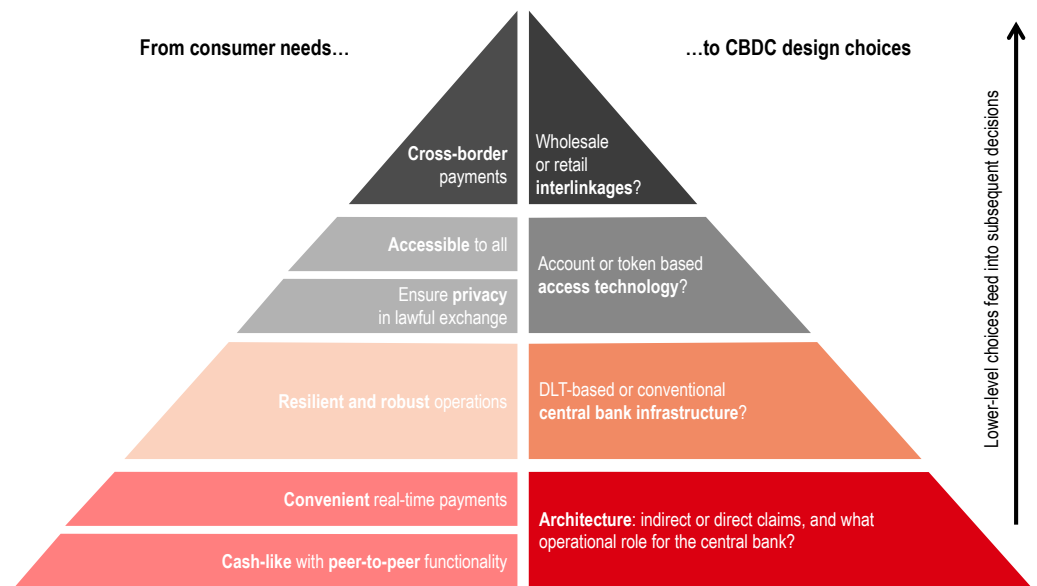 From consumer needs…
…to CBDC design choices
Cross-border
payments
Wholesale
or retail
interlinkages?
Accessible to all
Ensure privacy
in lawful exchange
Account or token based
access technology?
Resilient and robust operations
DLT-based or conventional
central bank infrastructure?
Convenient real-time payments
Cash-like with peer-to-peer functionality
Architecture: indirect or direct claims, and what
operational role for the central bank?
Lower-level choices feed into subsequent decisions